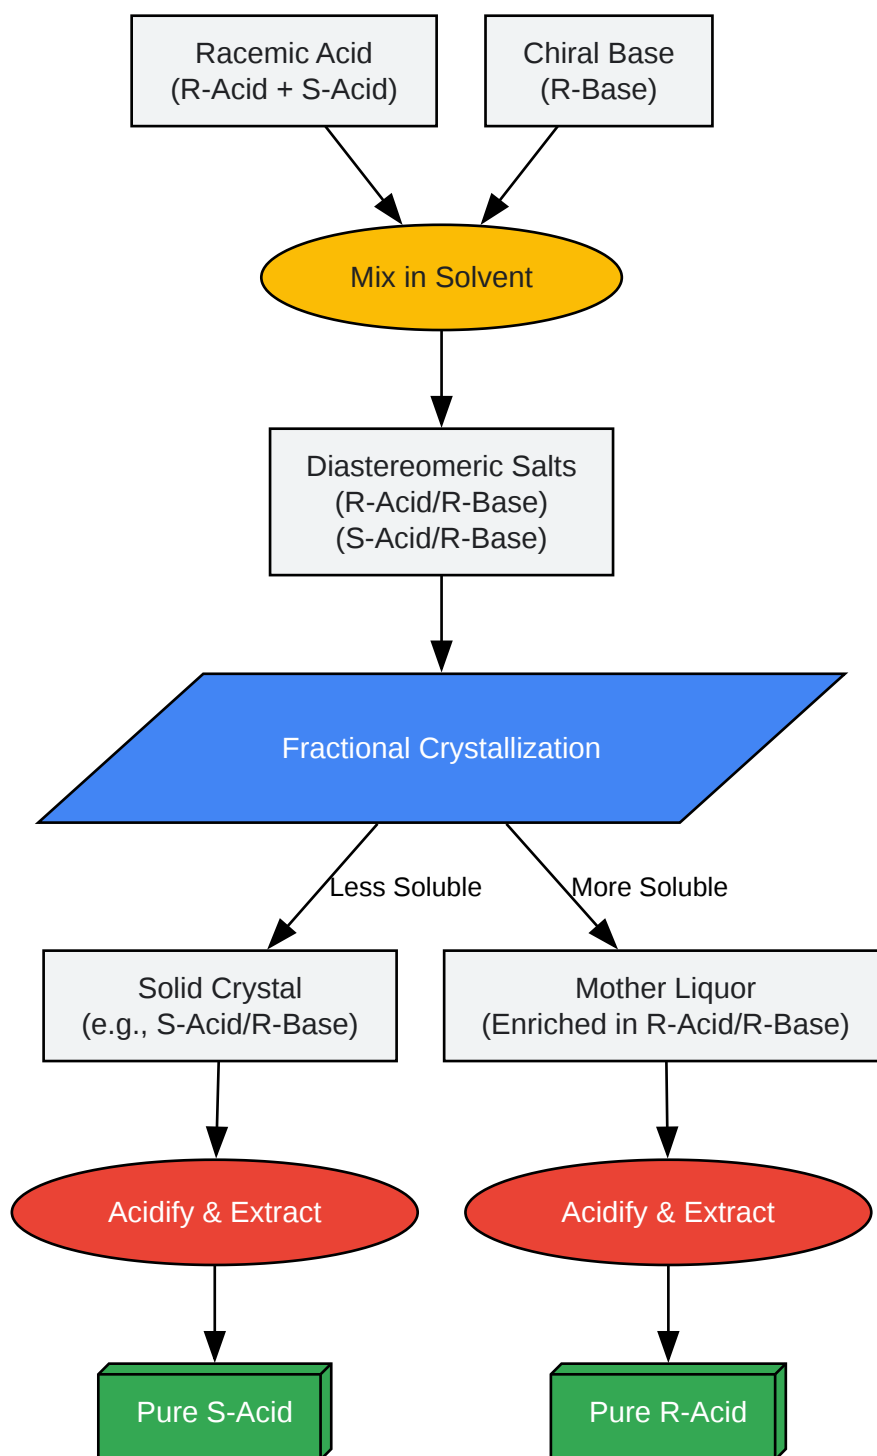 Racemic Acid
(R-Acid + S-Acid)
Chiral Base
(R-Base)
Mix in Solvent
Diastereomeric Salts
(R-Acid/R-Base)
(S-Acid/R-Base)
Fractional Crystallization
Less Soluble
More Soluble
Solid Crystal
(e.g., S-Acid/R-Base)
Mother Liquor
(Enriched in R-Acid/R-Base)
Acidify & Extract
Acidify & Extract
Pure S-Acid
Pure R-Acid